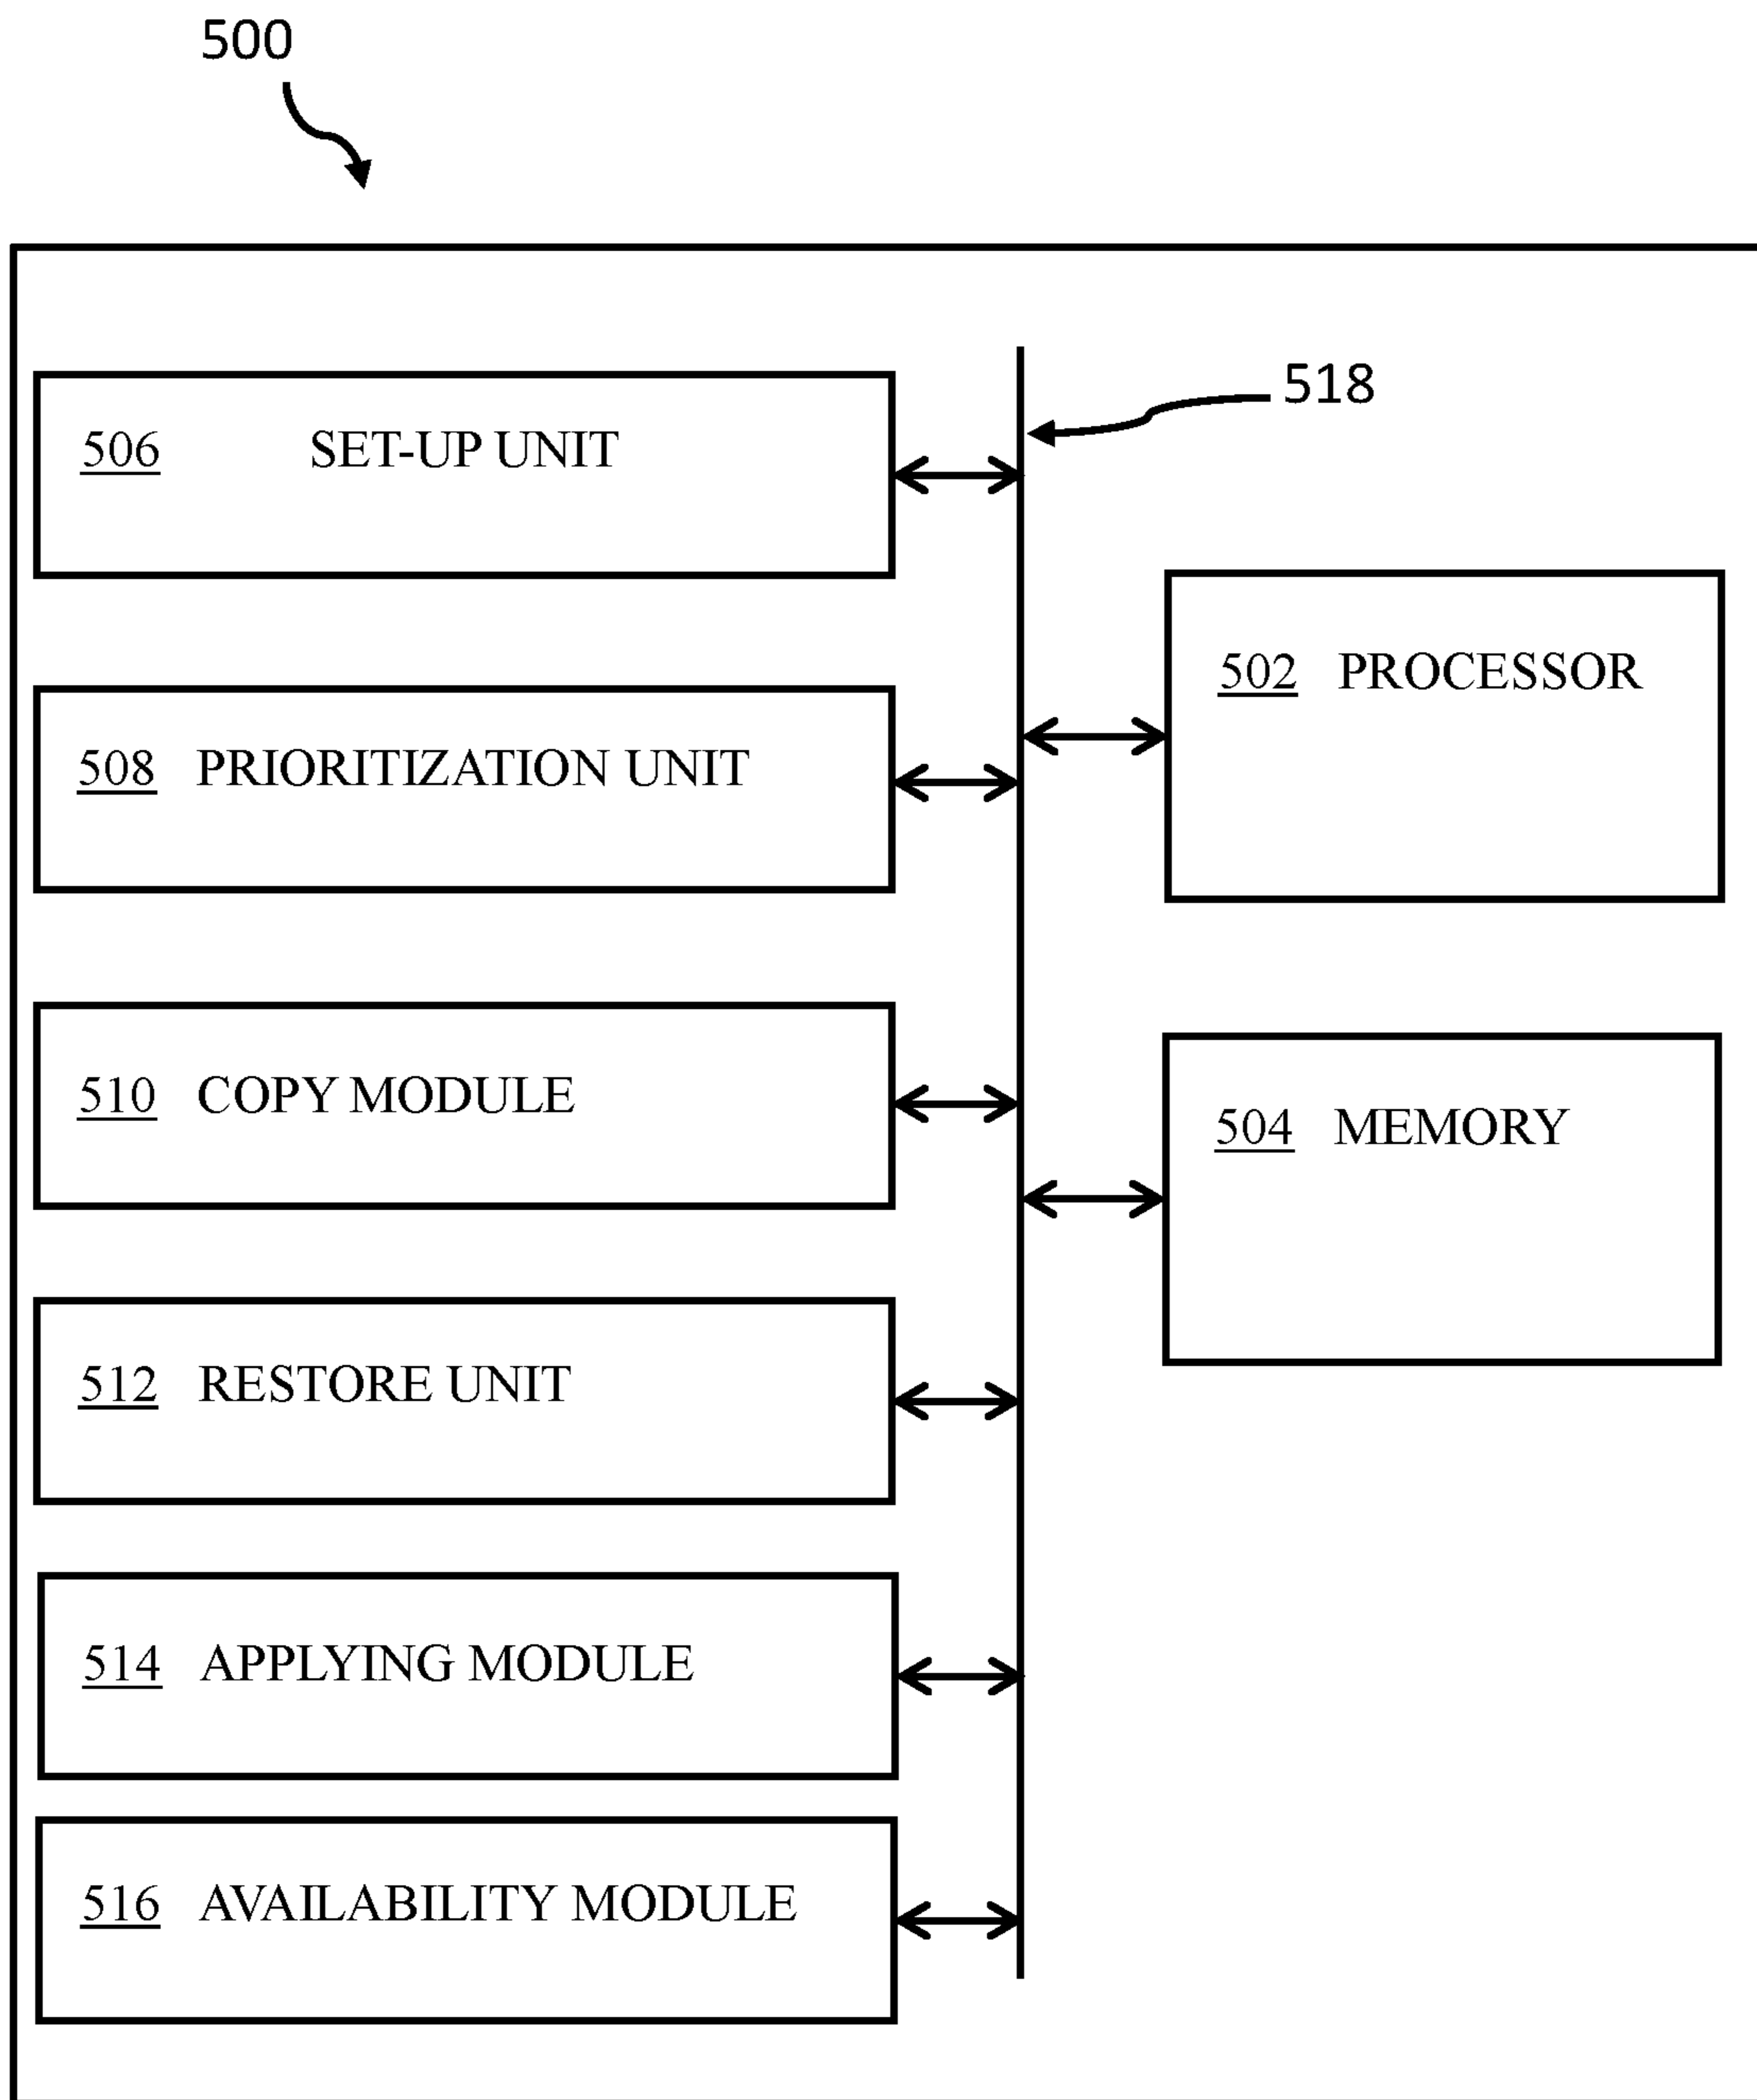 500
518
506 SET-UP UNIT
502 PROCESSOR
508 PRIORITIZATION UNIT
510 COPY MODULE
504 MEMORY
512 RESTORE UNIT
514 APPLYING MODULE
516 AVAILABILITY MODULE